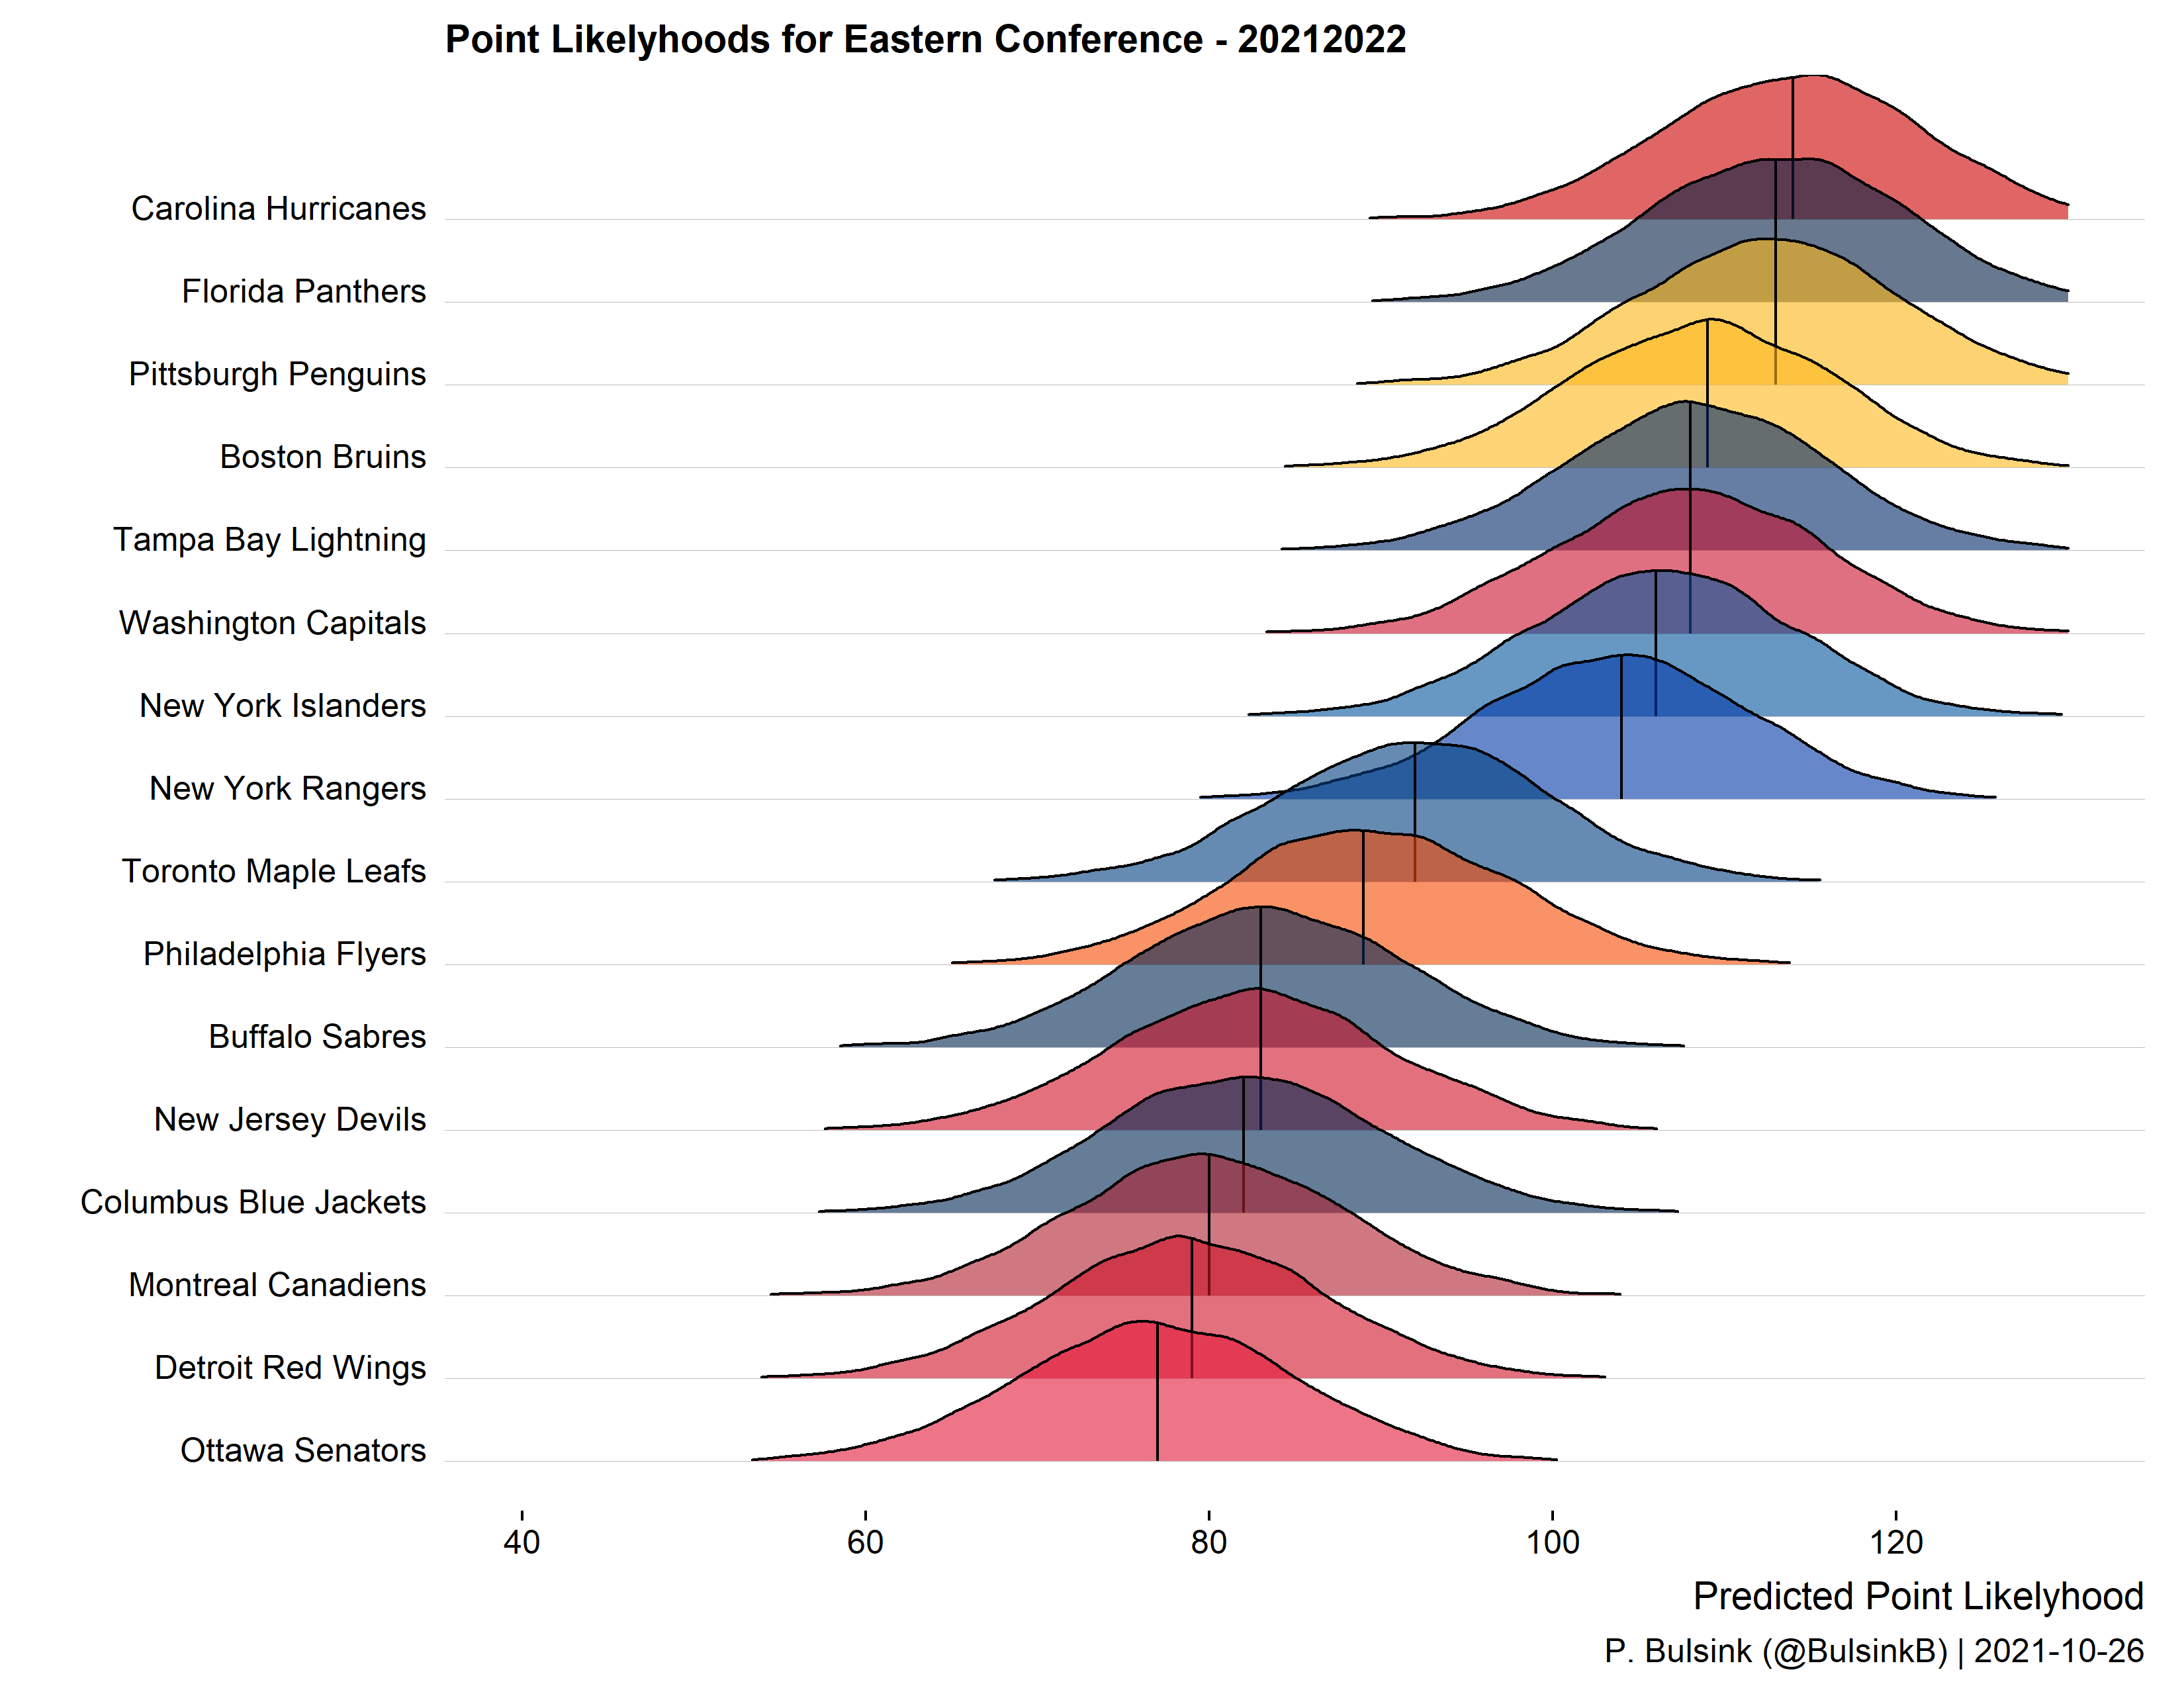 Point Likelyhoods for Eastern Conference - 20212022
Carolina Hurricanes
Florida Panthers
Pittsburgh Penguins
Boston Bruins
Tampa Bay Lightning
Washington Capitals
New York Islanders
New York Rangers
Toronto Maple Leafs
Philadelphia Flyers
Buffalo Sabres
New Jersey Devils
Columbus Blue Jackets
Montreal Canadiens
Detroit Red Wings
Ottawa Senators
40 60 80 100 120
Predicted Point Likelyhood
P. Bulsink (@BulsinkB) | 2021-10-26